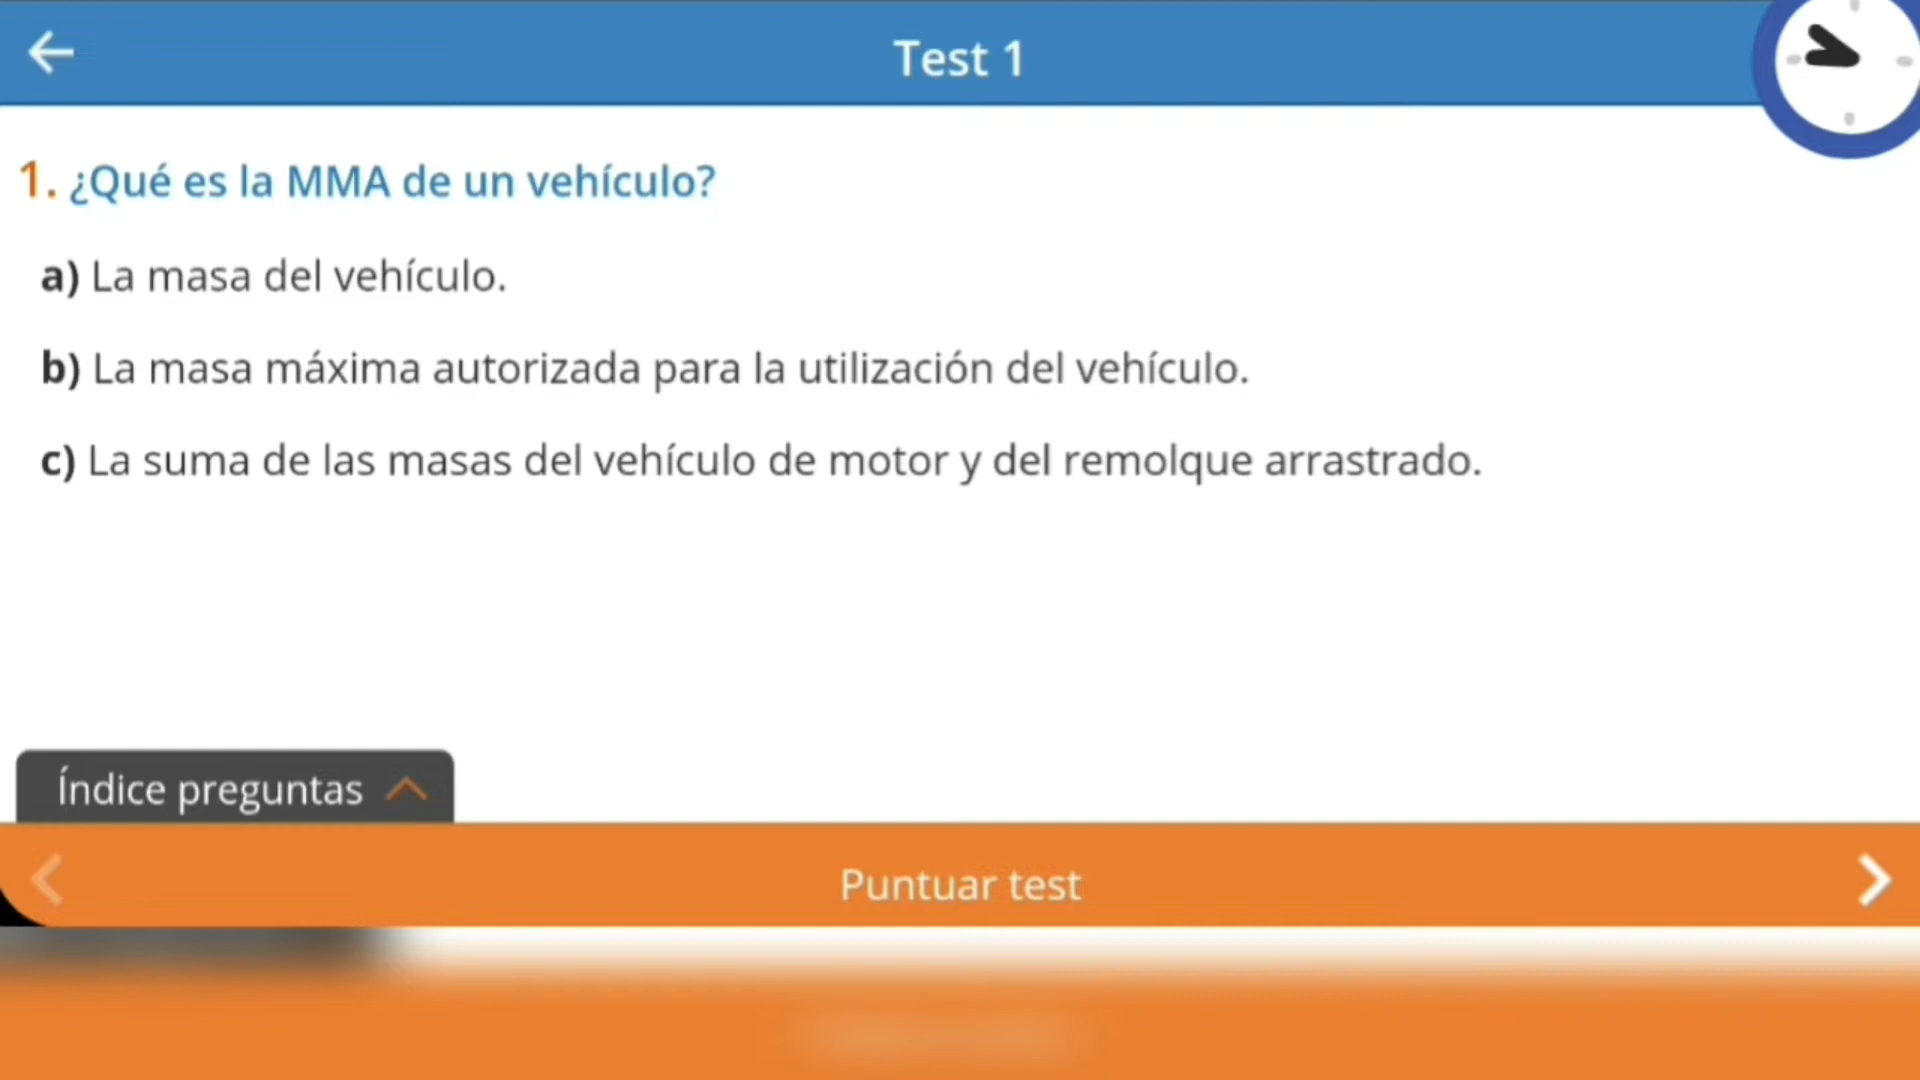 Test 1
1. ¿Qué es la MMA de un vehículo?
a) La masa del vehículo.
b) La masa máxima autorizada para la utilización del vehículo.
c) La suma de las masas del vehículo de motor y del remolque arrastrado.
Índice preguntas
Puntuar test